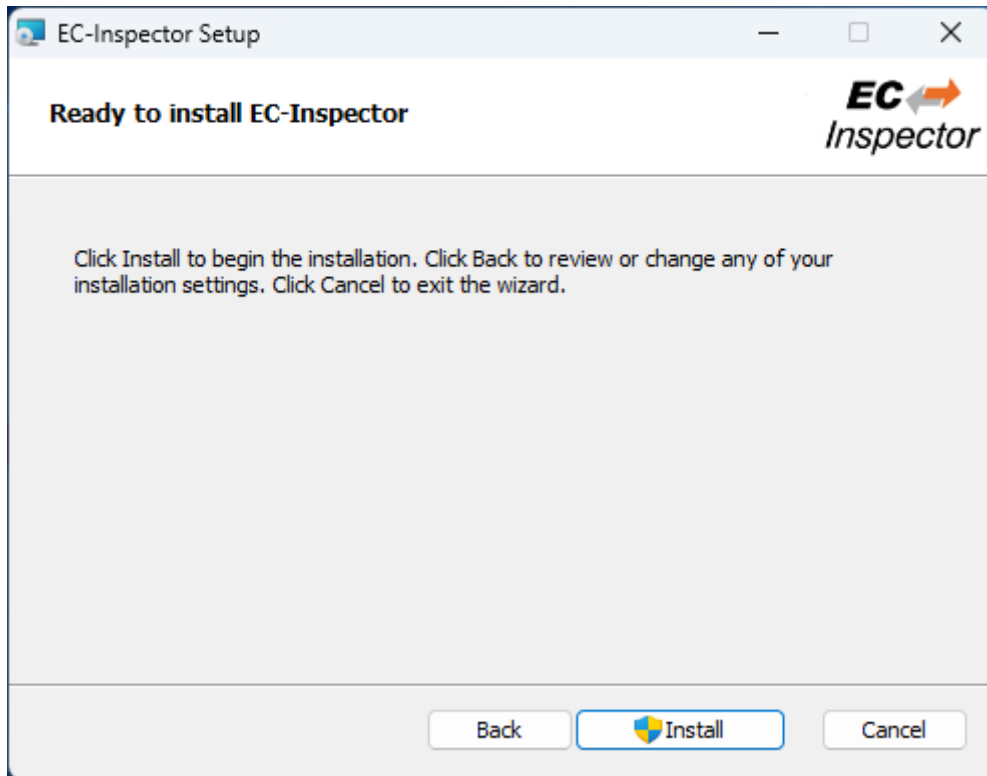 EC-Inspector Setup
Ready to install EC-Inspector
EC
Inspector
Click Install to begin the installation. Click Back to review or change any of your
installation settings. Click Cancel to exit the wizard.
Back
Install
Cancel